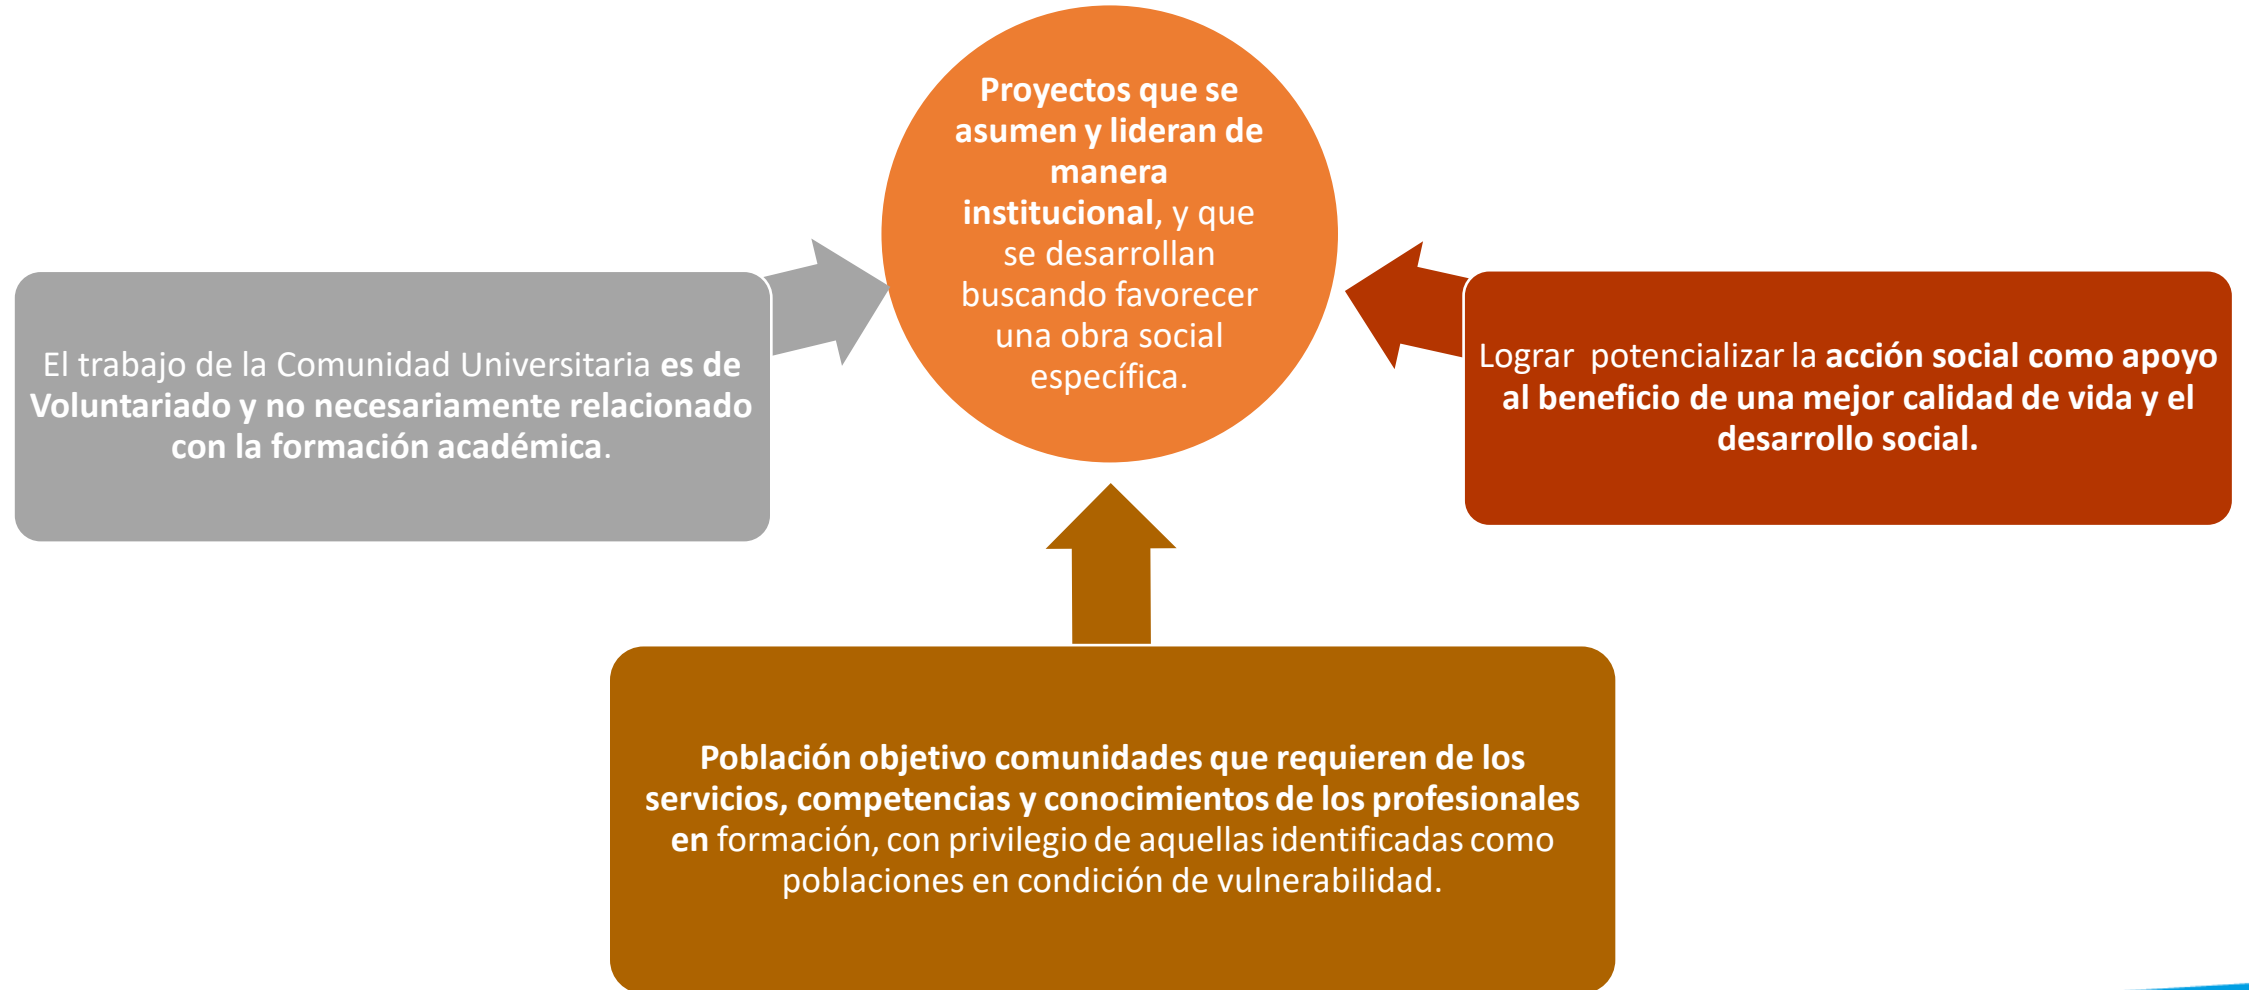 Proyectos que se
asumen y lideran de
manera
institucional, y que
se desarrollan
buscando favorecer
una obra social
específica.
El trabajo de la Comunidad Universitaria es de
Voluntariado y no necesariamente relacionado
con la formación académica.
Lograr potencializar la acción social como apoyo
al beneficio de una mejor calidad de vida y el
desarrollo social.
Población objetivo comunidades que requieren de los
servicios, competencias y conocimientos de los profesionales
en formación, con privilegio de aquellas identificadas como
poblaciones en condición de vulnerabilidad.